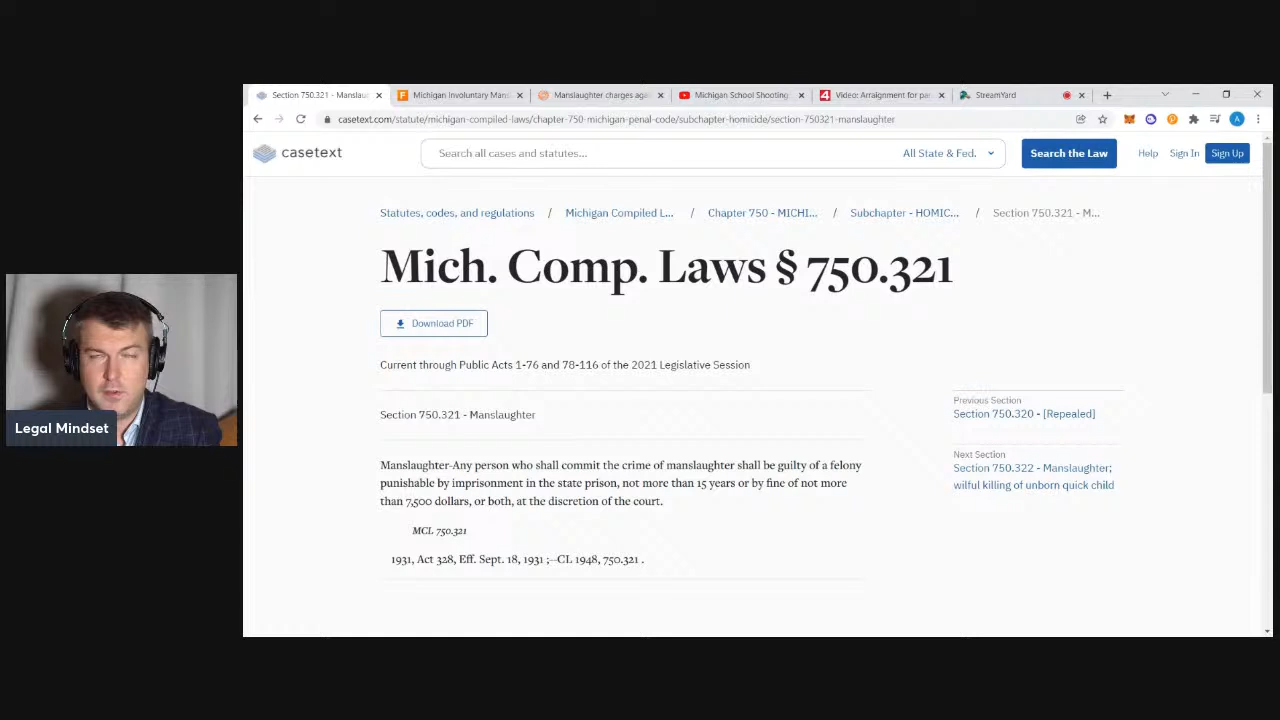 Section 750.321 - Manslau
Michigan Involuntary Mans
Manslaughter charges aga
Michigan School Shooting:
Video: Arraignment for par
StreamYard
casetext.com/statute/michigan-compiled-laws/chapter-750-michigan-penal-code/subchapter-homicide/section-750321-manslaughter
casetext
Search all cases and statutes...
All State & Fed.
Search the Law
Help
Sign In
Sign Up
Statutes, codes, and regulations / Michigan Compiled L... / Chapter 750 - MICHI... / Subchapter - HOMIC... / Section 750.321 - M...
Mich. Comp. Laws § 750.321
Download PDF
Current through Public Acts 1-76 and 78-116 of the 2021 Legislative Session
Section 750.321 - Manslaughter
Manslaughter-Any person who shall commit the crime of manslaughter shall be guilty of a felony
punishable by imprisonment in the state prison, not more than 15 years or by fine of not more
than 7,500 dollars, or both, at the discretion of the court.
MCL 750.321
1931, Act 328, Eff. Sept. 18, 1931 ;--CL 1948, 750.321 .
Previous Section
Section 750.320 - [Repealed]
Next Section
Section 750.322 - Manslaughter;
wilful killing of unborn quick child
Legal Mindset